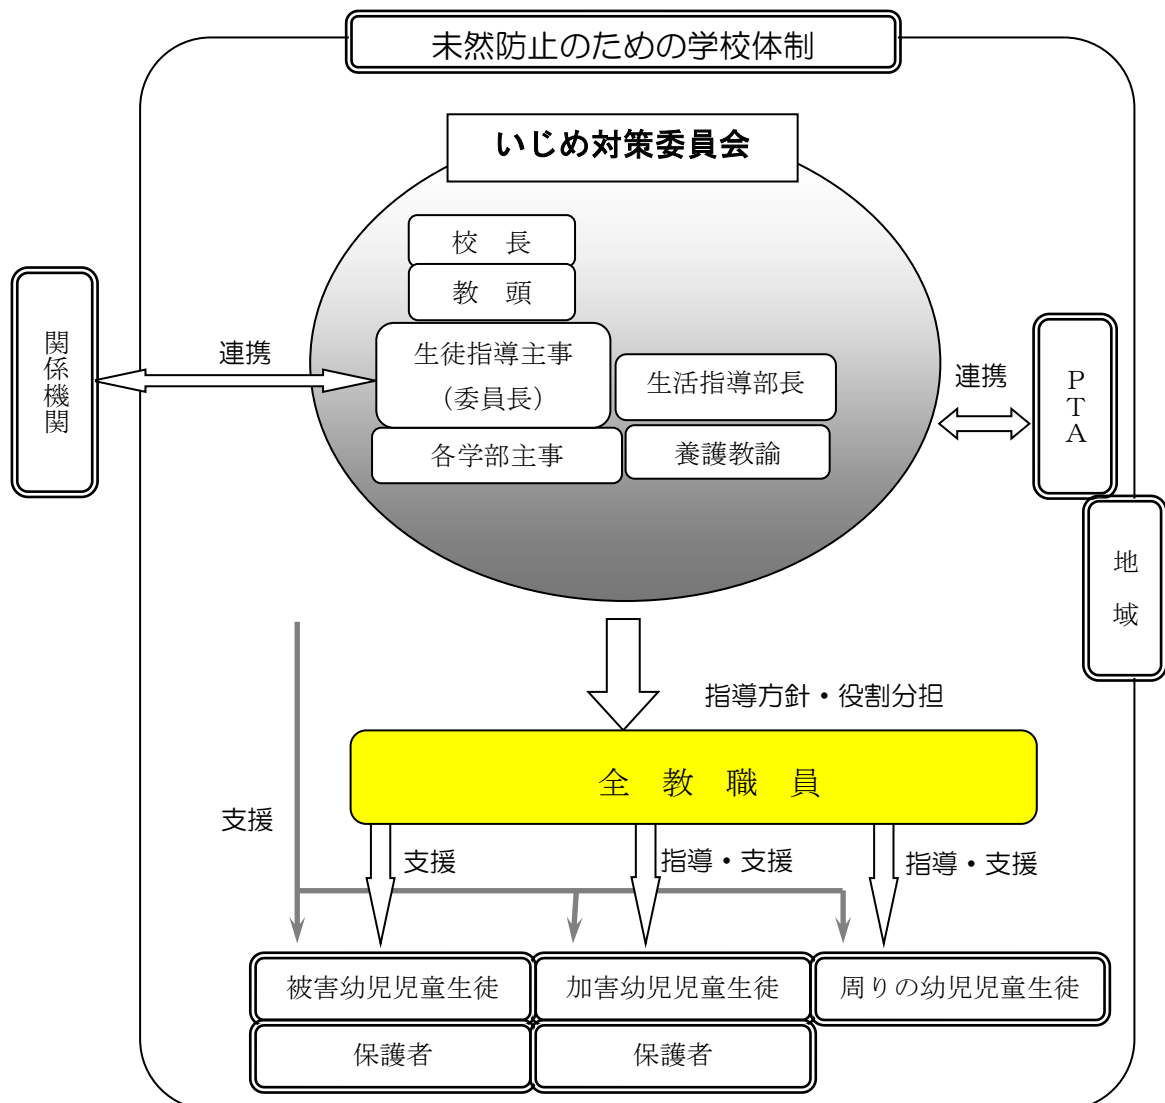 未然防止のための学校体制
いじめ対策委員会
校　長
教　頭
生徒指導主事
（委員長）
各学部主事
生活指導部長
養護教諭
関係機関
連携
連携
PTA
地域
指導方針・役割分担
全　教　職　員
支援
支援
指導・支援
指導・支援
被害幼児児童生徒
加害幼児児童生徒
周りの幼児児童生徒
保護者
保護者